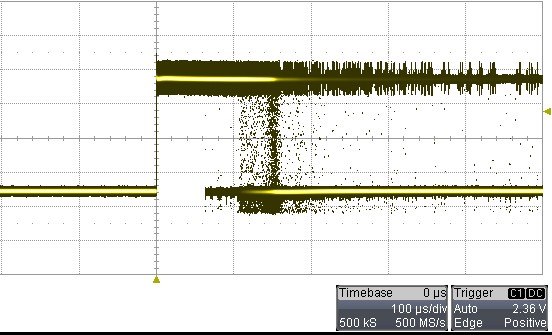 Timebase 0 µs
100 µs/div
500 kS 500 MS/s
Trigger C1 DC
Auto 2.36 V
Edge Positive